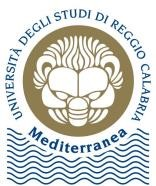 UNIVERSITÀ DEGLI STUDI DI REGGIO CALABRIA
Mediterranea